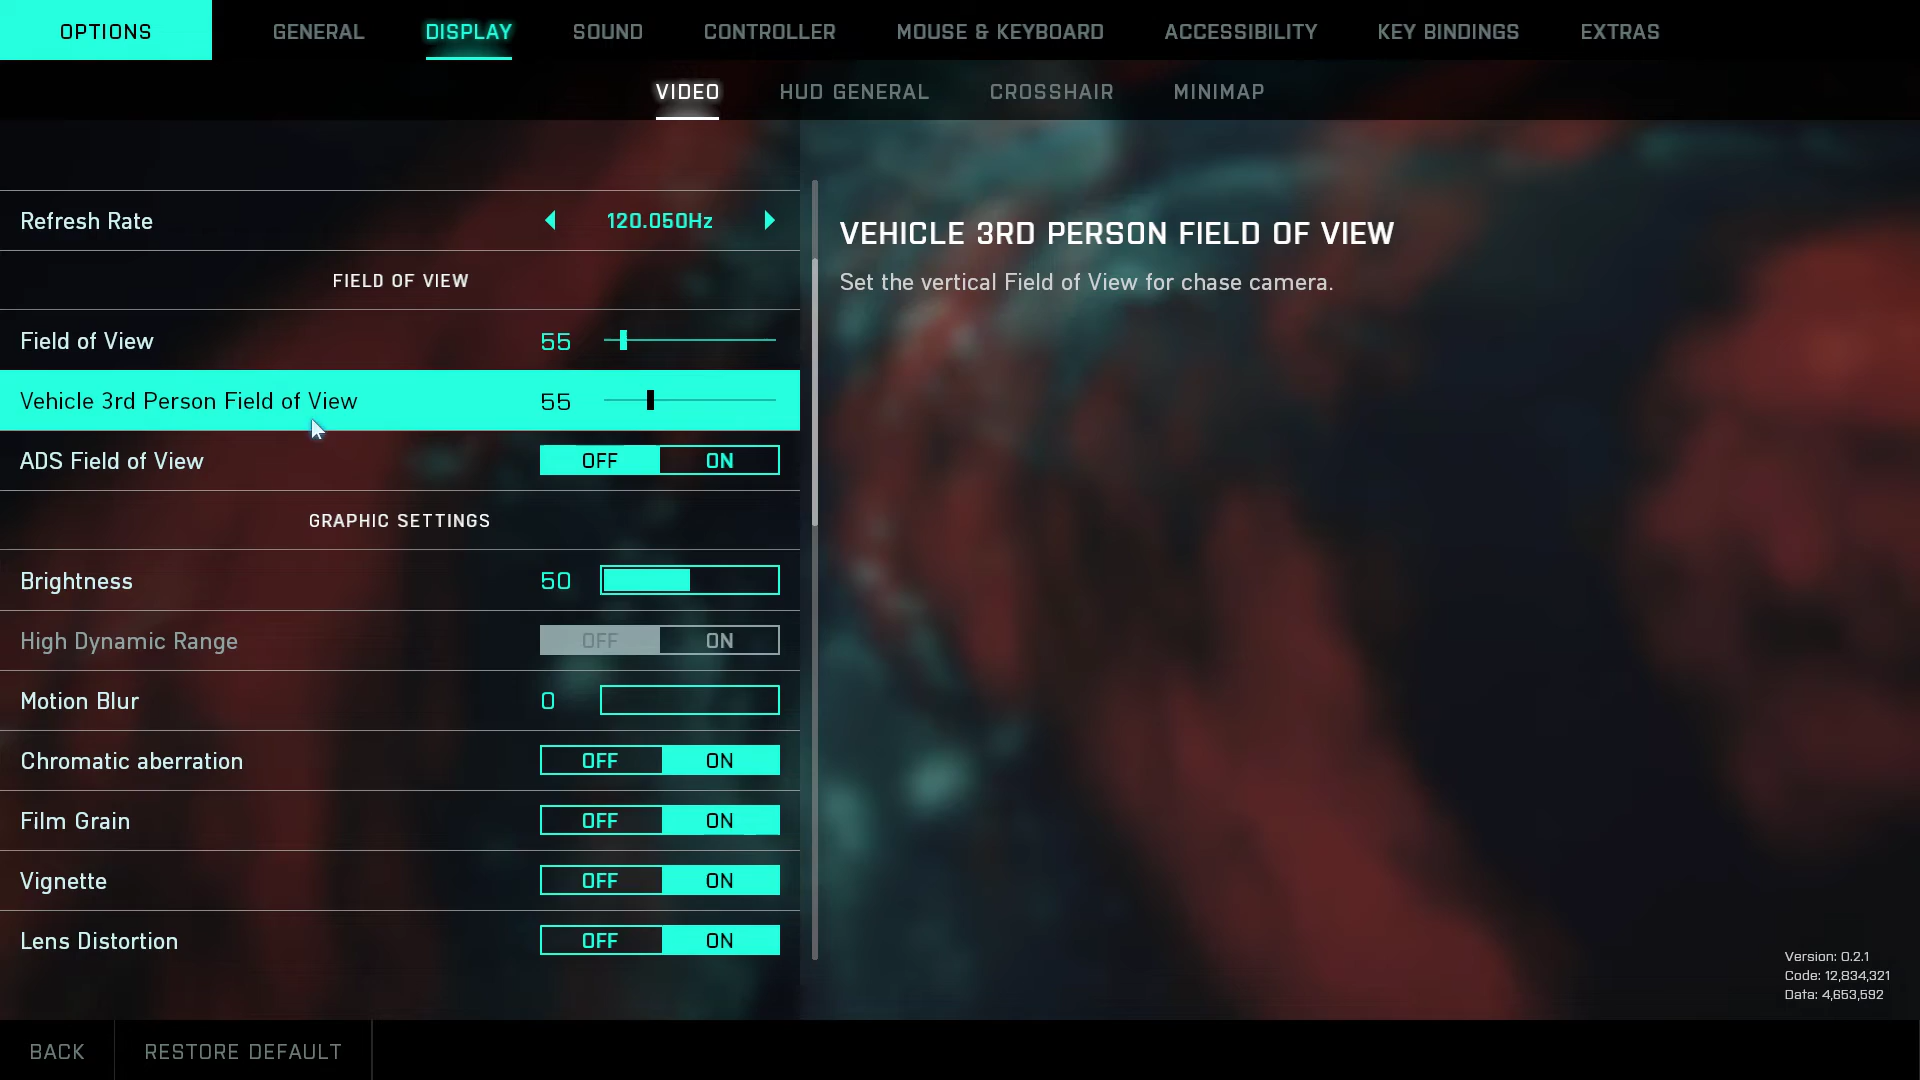 OPTIONS GENERAL DISPLAY SOUND CONTROLLER MOUSE & KEYBOARD ACCESSIBILITY KEY BINDINGS EXTRAS
VIDEO HUD GENERAL CROSSHAIR MINIMAP
Refresh Rate 120.050Hz
FIELD OF VIEW
Field of View 55
Vehicle 3rd Person Field of View 55
ADS Field of View OFF ON
GRAPHIC SETTINGS
Brightness 50
High Dynamic Range OFF ON
Motion Blur 0
Chromatic aberration OFF ON
Film Grain OFF ON
Vignette OFF ON
Lens Distortion OFF ON
VEHICLE 3RD PERSON FIELD OF VIEW
Set the vertical Field of View for chase camera.
Version: 0.2.1
Code: 12,834,321
Data: 4,653,592
BACK RESTORE DEFAULT